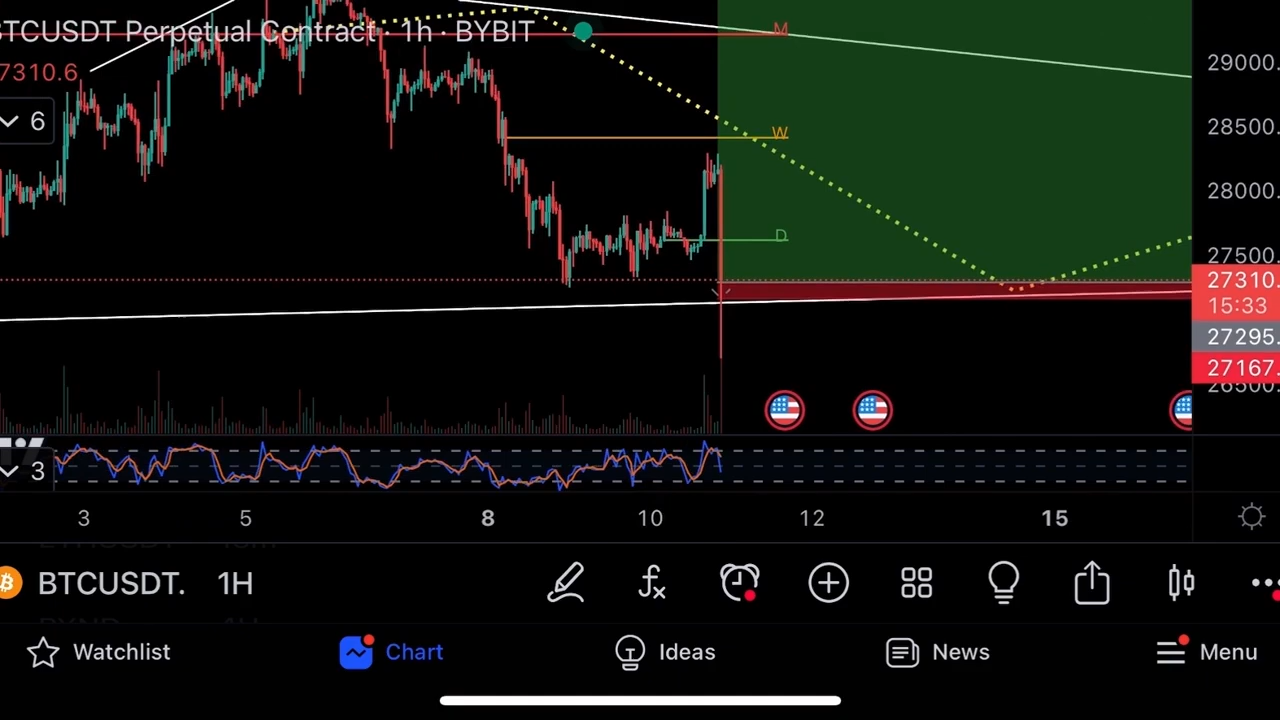 BTCUSDT Perpetual Contract · 1h · BYBIT
M
29000.
7310.6
6
28500.
W
28000.
D
27500.
27310.
15:33
27295.
27167.
26500.
3
3 5 8 10 12 15
BTCUSDT. 1H
Watchlist Chart Ideas News Menu